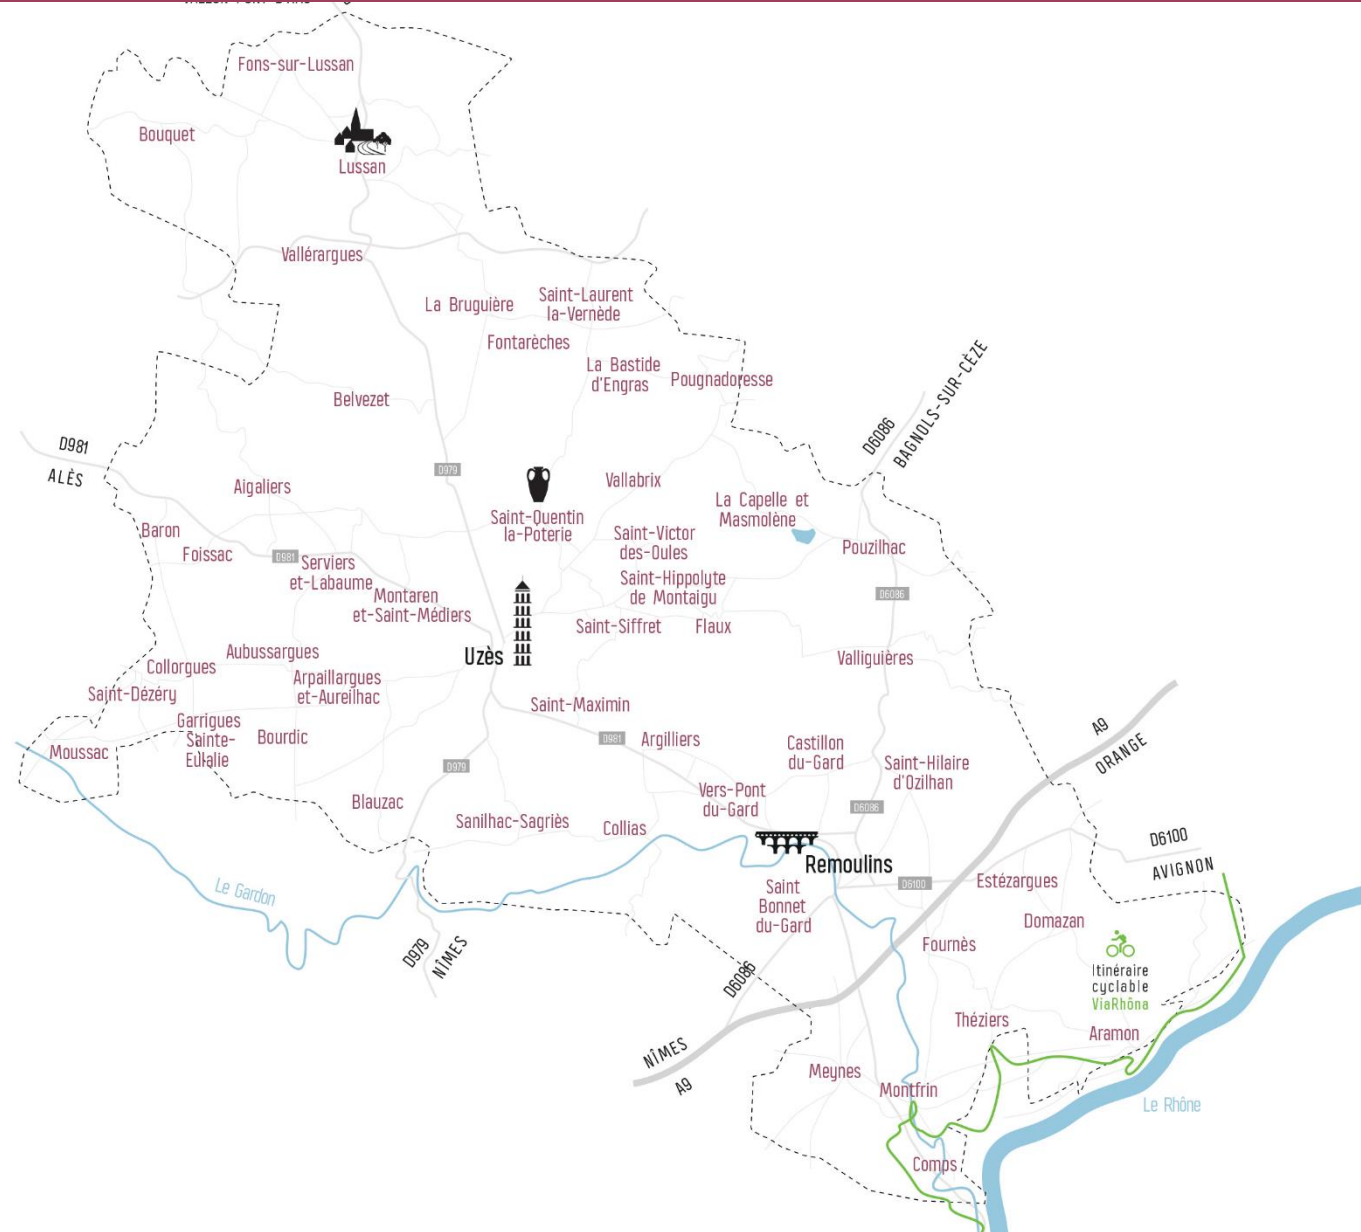 Fons-sur-Lussan
Bouquet
Lussan
Vallérargues
La Bruguière
Saint-Laurent
la-Vernède
Fontarèches
La Bastide
d'Engras
Pougnadoresse
Belvezet
D6086
BAGNOLS-SUR-CÈZE
D981
ALÈS
D979
Aigaliers
Vallabrix
La Capelle et
Masmolène
Saint-Quentin
la-Poterie
Baron
Foissac
D981
Serviers
et-Labaume
Saint-Victor
des-Oules
Pouzilhac
Saint-Hippolyte
de Montaigu
D6086
Montaren
et-Saint-Médiers
Saint-Siffret
Flaux
Uzès
Valliguières
Aubussargues
Collorgues
Arpaillargues
et-Aureilhac
Saint-Dézéry
Saint-Maximin
Garrigues
Sainte-
Eulalie
Bourdic
Moussac
D981
Argilliers
Castillon
du-Gard
A9
ORANGE
Saint-Hilaire
d'Ozilhan
D979
Vers-Pont
du-Gard
Blauzac
D6086
Sanilhac-Sagriès
Collias
Remoulins
D6100
AVIGNON
Le Gardon
Saint
Bonnet
du-Gard
D6100
Estézargues
Domazan
Fournès
D979
NÎMES
D6086
Itinéraire
cyclable
ViaRhôna
Théziers
Aramon
NÎMES
A9
Meynes
Montfrin
Le Rhône
Comps